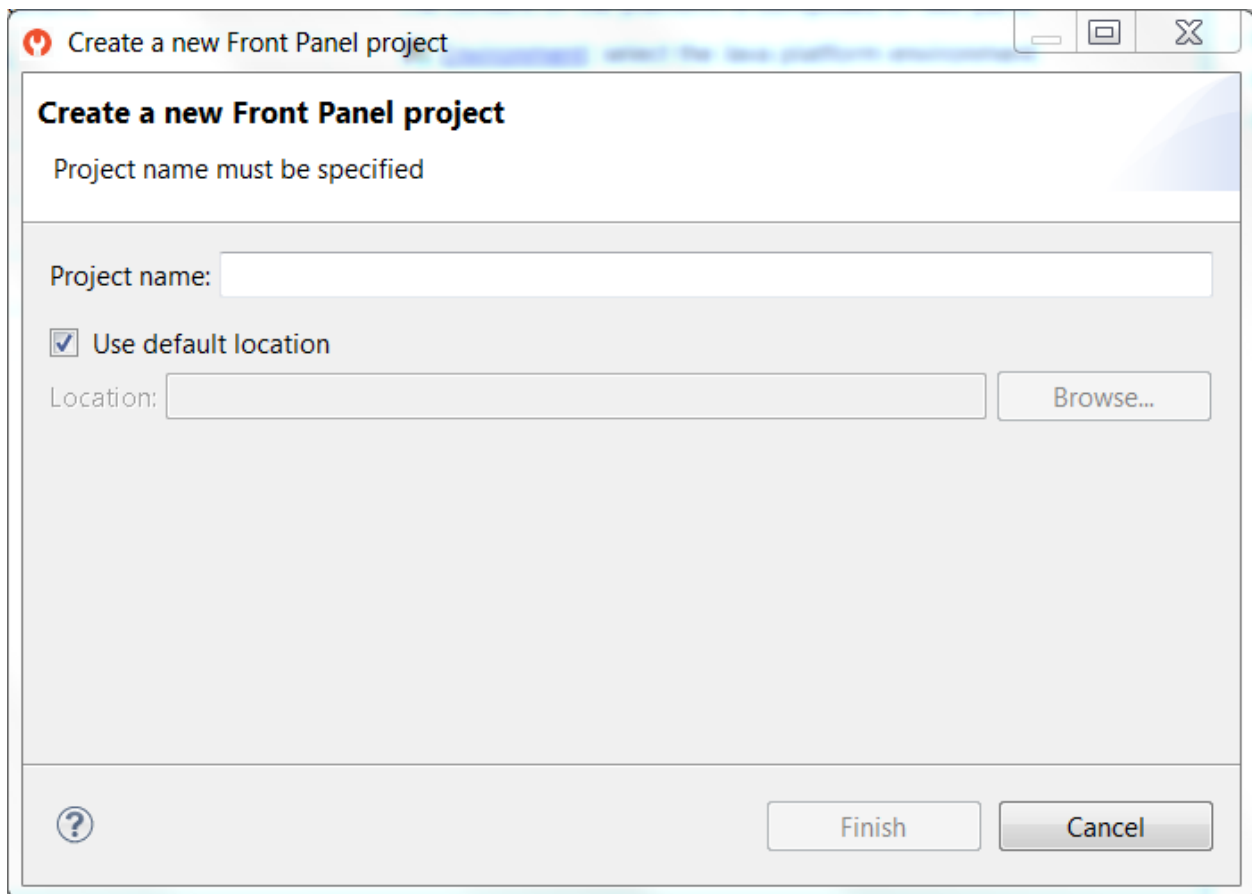 Create a new Front Panel project
Create a new Front Panel project
Project name must be specified
Project name:
Use default location
Location:
Browse...
?
Finish
Cancel